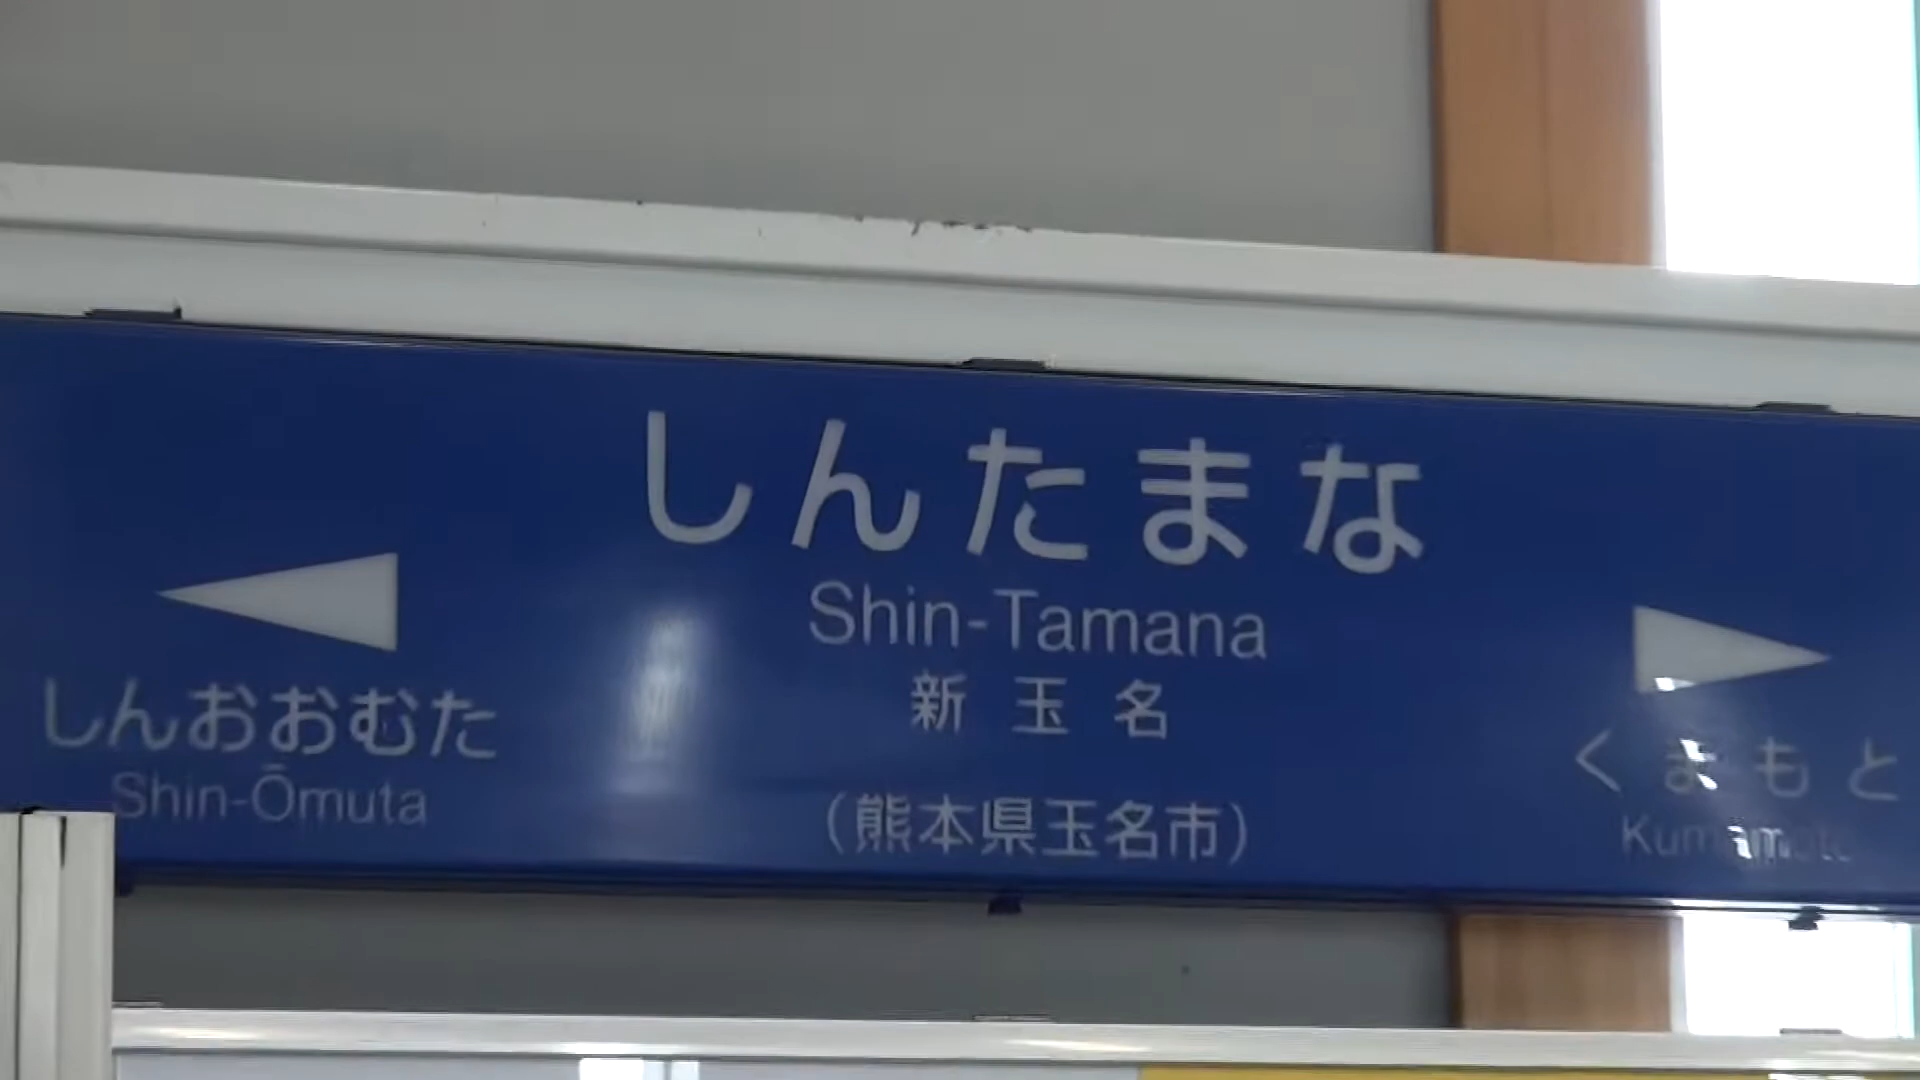 しんたまな
Shin-Tamana
新玉名
(熊本県玉名市)
しんおおむた
Shin-Ōmuta
くまもと
Kumamoto